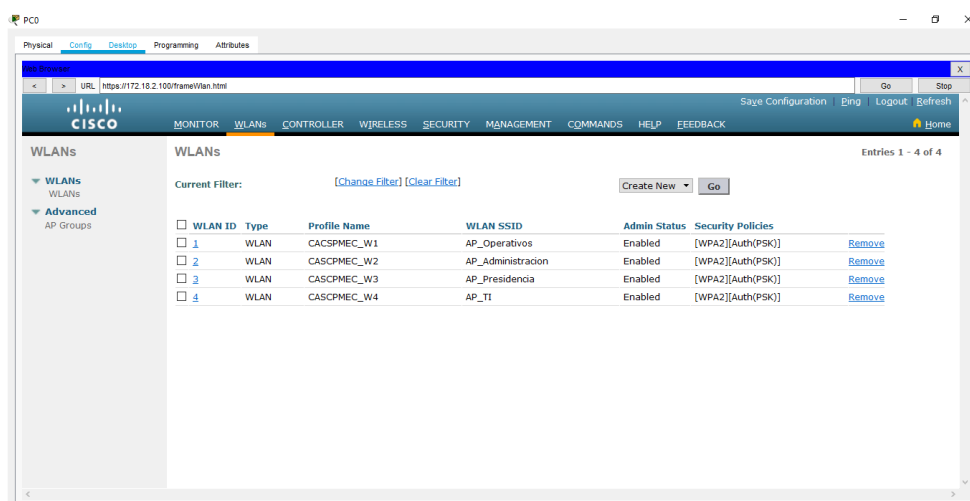 PC0
Physical Config Desktop Programming Attributes
Web Browser X
< > URL https://172.18.2.100/frameWlan.html Go Stop
Save Configuration | Ping | Logout | Refresh
CISCO MONITOR WLANs CONTROLLER WIRELESS SECURITY MANAGEMENT COMMANDS HELP FEEDBACK Home
WLANs WLANs Entries 1 - 4 of 4
WLANs Current Filter: [Change Filter] [Clear Filter] Create New Go
WLANs
Advanced
AP Groups
WLAN ID Type Profile Name WLAN SSID Admin Status Security Policies
1 WLAN CACSPMEC_W1 AP_Operativos Enabled [WPA2][Auth(PSK)] Remove
2 WLAN CASCPMEC_W2 AP_Administracion Enabled [WPA2][Auth(PSK)] Remove
3 WLAN CASCPMEC_W3 AP_Presidencia Enabled [WPA2][Auth(PSK)] Remove
4 WLAN CASCPMEC_W4 AP_TI Enabled [WPA2][Auth(PSK)] Remove